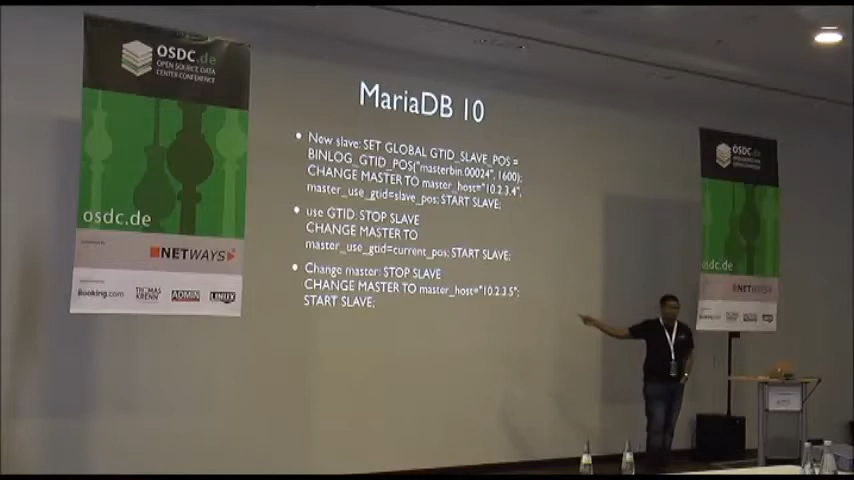 OSDC.de
OPEN SOURCE DATA
CENTER CONFERENCE
osdc.de
NETWAYS
Booking.com
THOMAS
KRENN
ADMIN
LINUX
MariaDB 10
• New slave: SET GLOBAL GTID_SLAVE_POS =
BINLOG_GTID_POS("masterbin.00024", 1600);
CHANGE MASTER TO master_host="10.2.3.4",
master_use_gtid=slave_pos; START SLAVE;
• use GTID: STOP SLAVE
CHANGE MASTER TO
master_use_gtid=current_pos; START SLAVE;
• Change master: STOP SLAVE
CHANGE MASTER TO master_host="10.2.3.5";
START SLAVE;
OSDC.de
osdc.de
NETWAYS